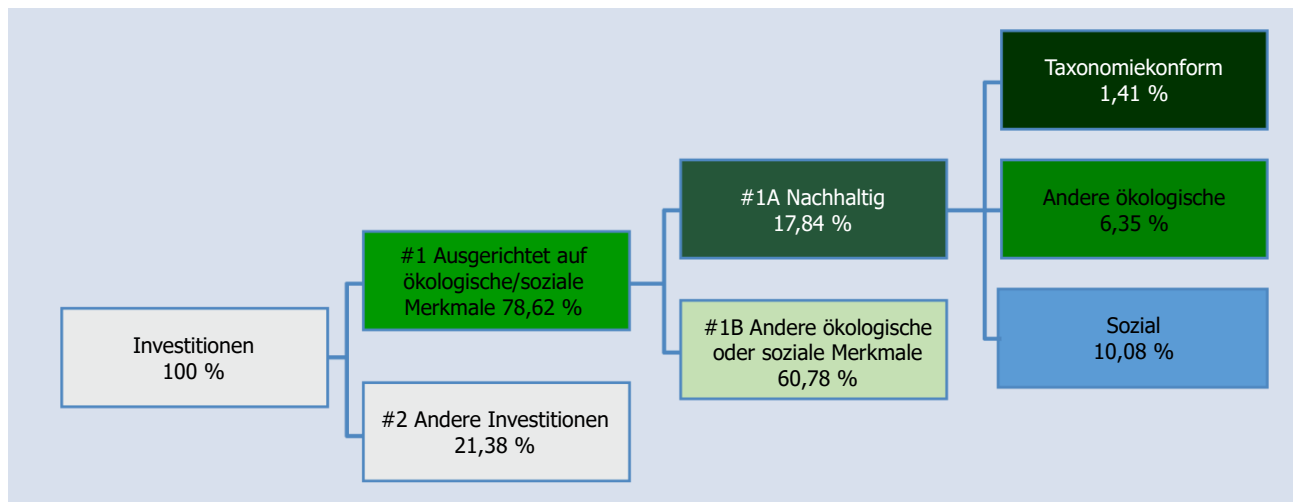 Investitionen
100 %
#1 Ausgerichtet auf
ökologische/soziale
Merkmale 78,62 %
#2 Andere Investitionen
21,38 %
#1A Nachhaltig
17,84 %
#1B Andere ökologische
oder soziale Merkmale
60,78 %
Taxonomiekonform
1,41 %
Andere ökologische
6,35 %
Sozial
10,08 %